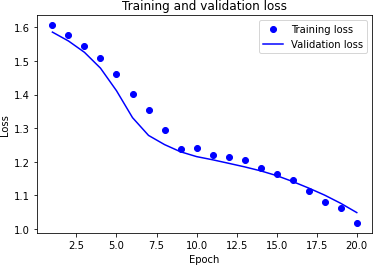 Training and validation loss
Training loss
Validation loss
Loss
1.6
1.5
1.4
1.3
1.2
1.1
1.0
2.5 5.0 7.5 10.0 12.5 15.0 17.5 20.0
Epoch